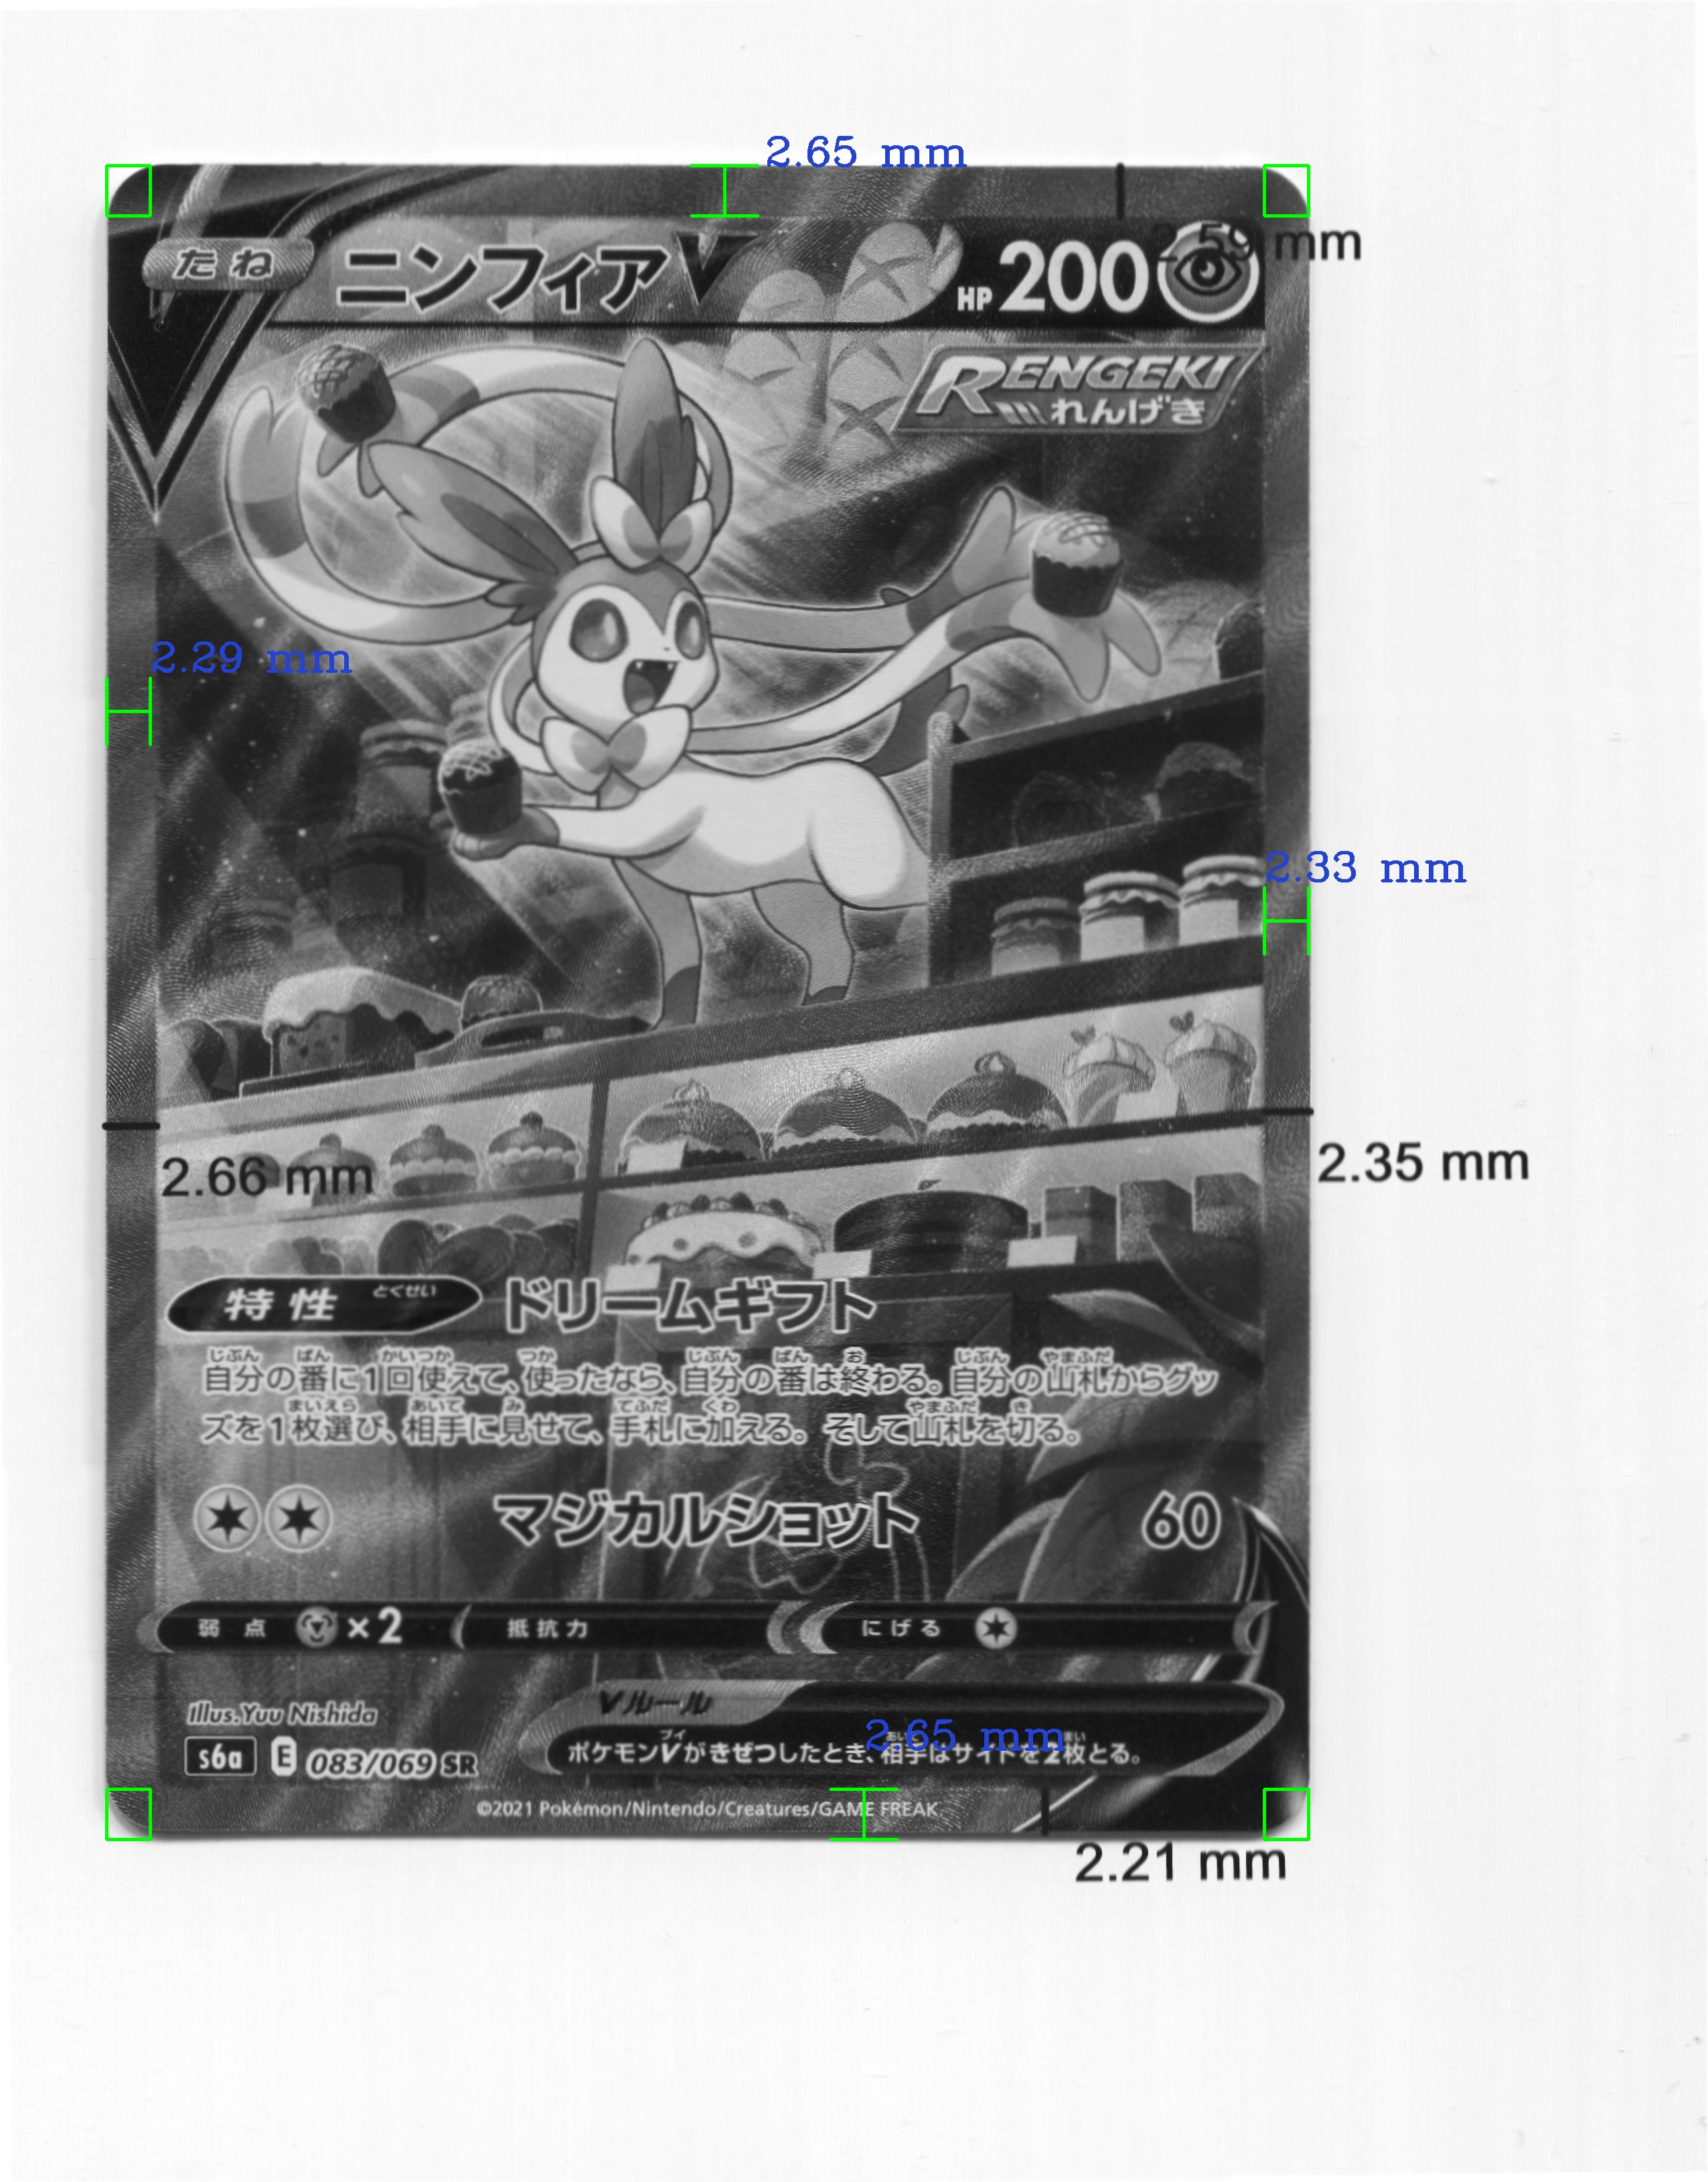 2.65 mm
たね ニンフィアV HP 200
2.59 mm
RENGEKI
れんげき
2.29 mm
2.33 mm
2.66 mm
2.35 mm
特性 とくせい ドリームギフト
じぶん ばん かいつか つか じぶん ばん お じぶん やまふだ
自分の番に1回使えて、使ったなら、自分の番は終わる。自分の山札からグッ
まいえら あいて み てふだ くわ やまふだ き
ズを1枚選び、相手に見せて、手札に加える。そして山札を切る。
マジカルショット 60
弱点 ×2 抵抗力 にげる
Illus.Yuu Nishida
Vルール
2.65 mm
ブイ あいて まい
ポケモンVがきぜつしたとき、相手はサイドを2枚とる。
s6a E 083/069 SR
©2021 Pokémon/Nintendo/Creatures/GAME FREAK
2.21 mm